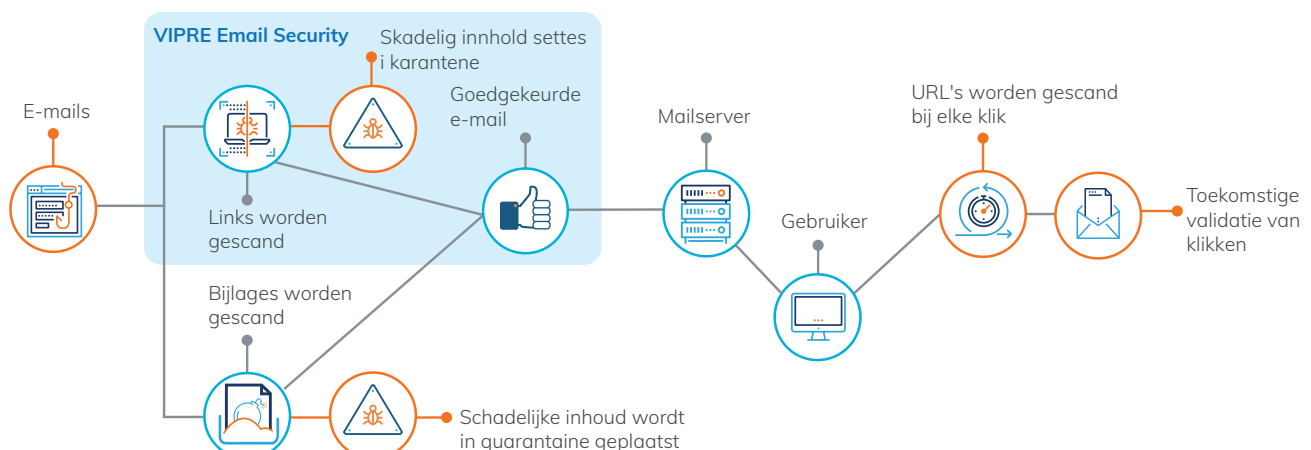 VIPRE Email Security
Skadelig innhold settes
i karantene
E-mails
Goedgekeurde
e-mail
Mailserver
URL's worden gescand
bij elke klik
Links worden
gescand
Gebruiker
Toekomstige
validatie van
klikken
Bijlages worden
gescand
Schadelijke inhoud wordt
in quarantaine geplaatst